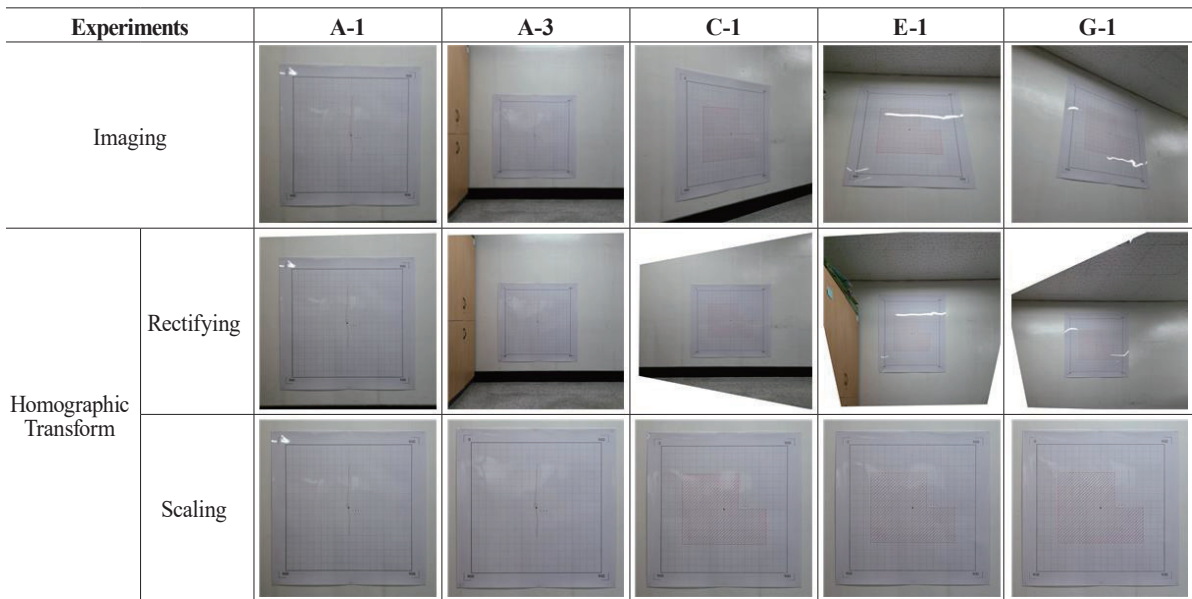 Experiments A-1 A-3 C-1 E-1 G-1
Imaging
Homographic
Transform
Rectifying
Scaling